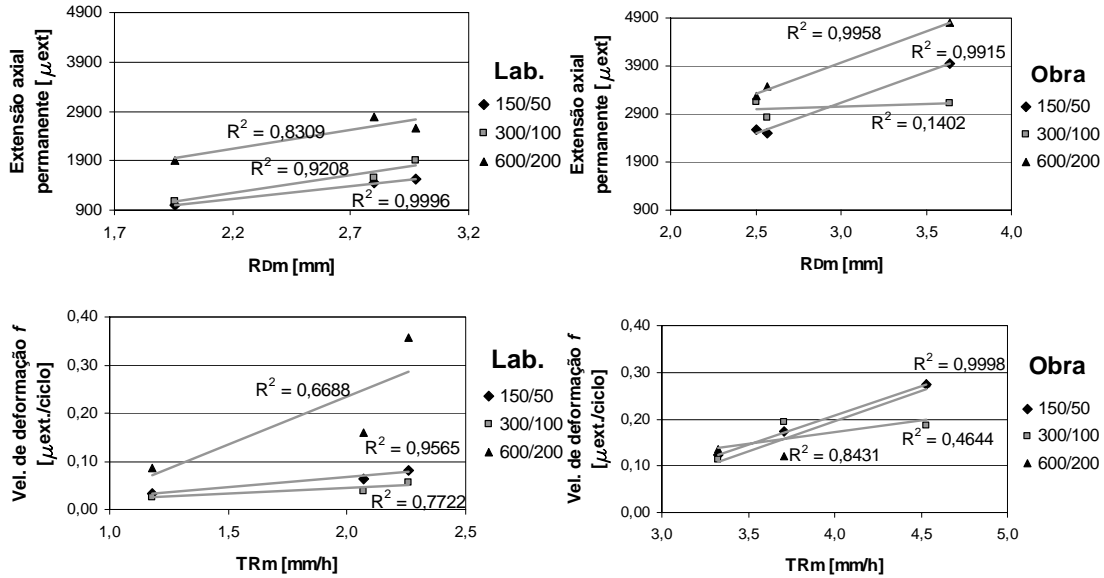 Extensão axial
permanente [μext]
4900
3900
2900
1900
900
R² = 0,8309
R² = 0,9208
R² = 0,9996
1,7 2,2 2,7 3,2
RDm [mm]
Lab.
150/50
300/100
600/200
Extensão axial
permanente [μext]
4900
3900
2900
1900
900
R² = 0,9958
R² = 0,9915
R² = 0,1402
2,0 2,5 3,0 3,5 4,0
RDm [mm]
Obra
150/50
300/100
600/200
Vel. de deformação f
[μext./ciclo]
0,40
0,30
0,20
0,10
0,00
R² = 0,6688
R² = 0,9565
R² = 0,7722
1,0 1,5 2,0 2,5
TRm [mm/h]
Lab.
150/50
300/100
600/200
Vel. de deformação f
[μext./ciclo]
0,40
0,30
0,20
0,10
0,00
R² = 0,9998
R² = 0,4644
R² = 0,8431
3,0 3,5 4,0 4,5 5,0
TRm [mm/h]
Obra
150/50
300/100
600/200